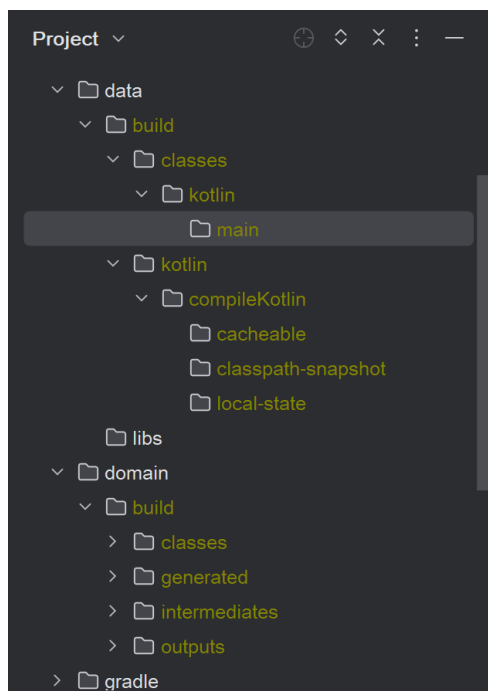 Project
data
build
classes
kotlin
main
kotlin
compileKotlin
cacheable
classpath-snapshot
local-state
libs
domain
build
classes
generated
intermediates
outputs
gradle